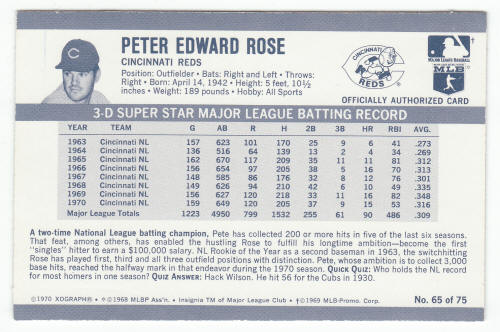 PETER EDWARD ROSE
CINCINNATI REDS
Position: Outfielder • Bats: Right and Left • Throws:
Right • Born: April 14, 1942 • Height: 5 feet, 10½
inches • Weight: 189 pounds • Hobby: All Sports
CINCINNATI
REDS
MAJOR LEAGUE BASEBALL
MLB
OFFICIALLY AUTHORIZED CARD
3-D SUPER STAR MAJOR LEAGUE BATTING RECORD
YEAR TEAM G AB R H 2B 3B HR RBI AVG.
1963 Cincinnati NL 157 623 101 170 25 9 6 41 .273
1964 Cincinnati NL 136 516 64 139 13 2 4 34 .269
1965 Cincinnati NL 162 670 117 209 35 11 11 81 .312
1966 Cincinnati NL 156 654 97 205 38 5 16 70 .313
1967 Cincinnati NL 148 585 86 176 32 8 12 76 .301
1968 Cincinnati NL 149 626 94 210 42 6 10 49 .335
1969 Cincinnati NL 156 627 120 218 33 11 16 82 .348
1970 Cincinnati NL 159 649 120 205 37 9 15 53 .316
Major League Totals 1223 4950 799 1532 255 61 90 486 .309
A two-time National League batting champion, Pete has collected 200 or more hits in five of the last six seasons.
That feat, among others, has enabled the hustling Rose to fulfill his longtime ambition—become the first
"singles" hitter to earn a $100,000 salary. NL Rookie of the Year as a second baseman in 1963, the switchhitting
Rose has played first, third and all three outfield positions with distinction. Pete, whose ambition is to collect 3,000
base hits, reached the halfway mark in that endeavor during the 1970 season. QUICK QUIZ: Who holds the NL record
for most homers in one season? QUIZ ANSWER: Hack Wilson. He hit 56 for the Cubs in 1930.
©1970 XOGRAPH® • ©1968 MLBP Ass'n. • Insignia TM of Major League Club • †©1969 MLB-Promo. Corp. No. 65 of 75